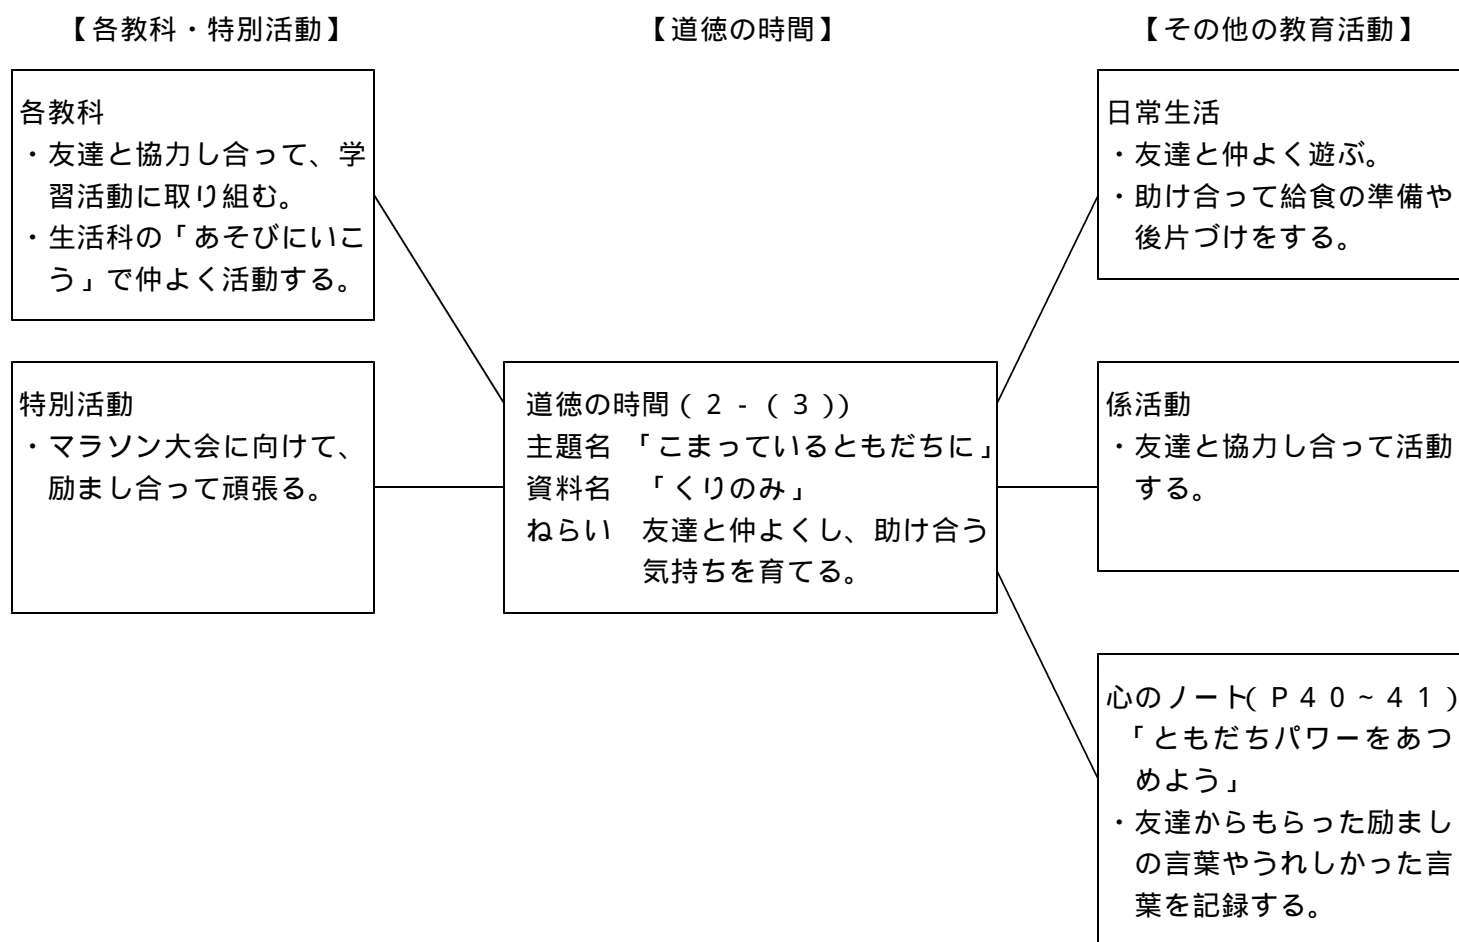 【各教科・特別活動】
【道徳の時間】
【その他の教育活動】
各教科
・友達と協力し合って、学
習活動に取り組む。
・生活科の「あそびにいこ
う」で仲よく活動する。
特別活動
・マラソン大会に向けて、
励まし合って頑張る。
道徳の時間（２-（３））
主題名 「こまっているともだちに」
資料名 「くりのみ」
ねらい 友達と仲よくし、助け合う
気持ちを育てる。
日常生活
・友達と仲よく遊ぶ。
・助け合って給食の準備や
後片づけをする。
係活動
・友達と協力し合って活動
する。
心のノート（Ｐ４０~４１）
「ともだちパワーをあつ
めよう」
・友達からもらった励まし
の言葉やうれしかった言
葉を記録する。